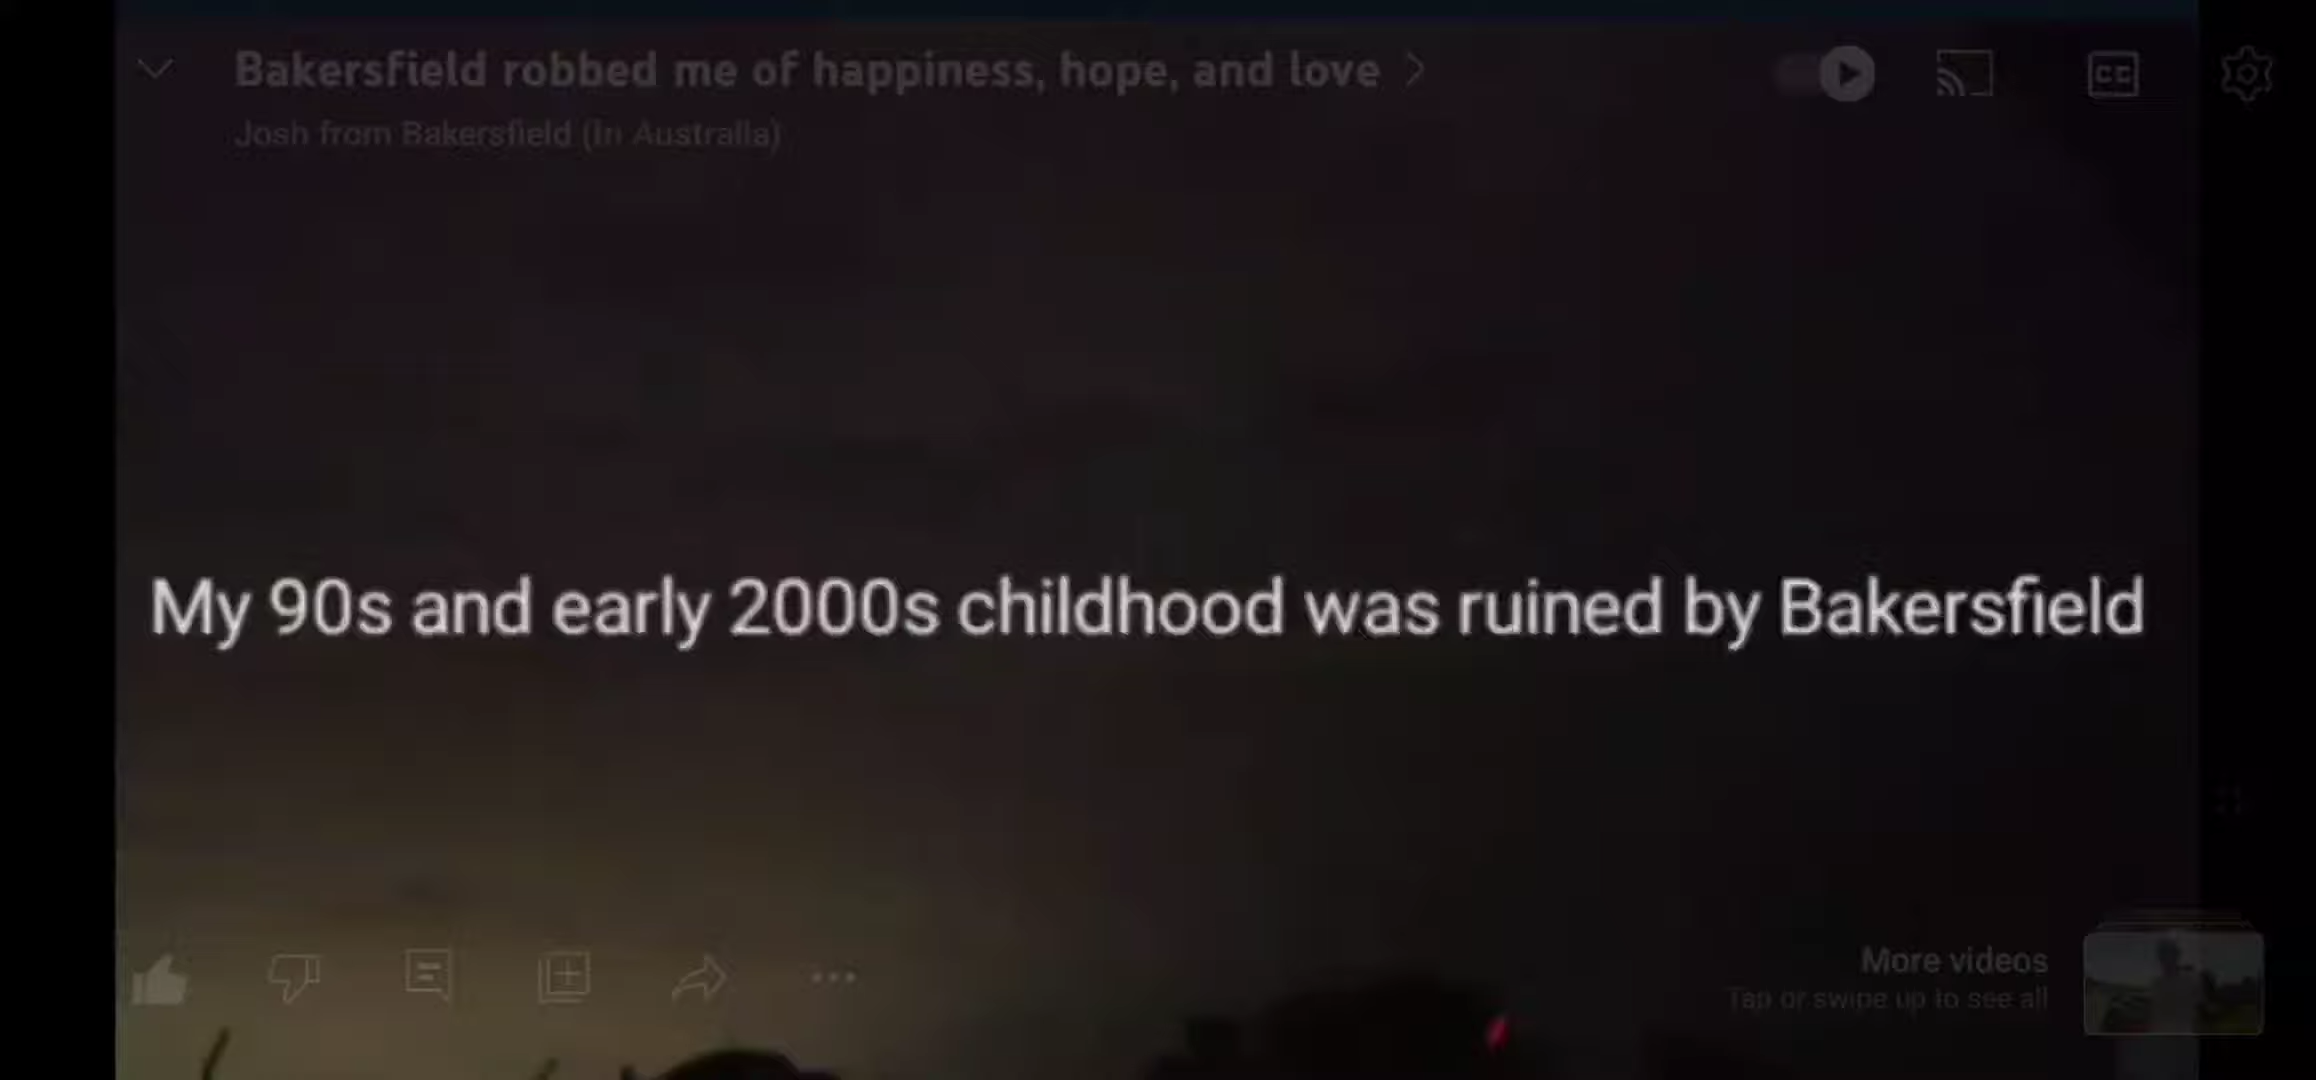 Bakersfield robbed me of happiness, hope, and love
Josh from Bakersfield (In Australia)
CC
My 90s and early 2000s childhood was ruined by Bakersfield
More videos
Tap or swipe up to see all